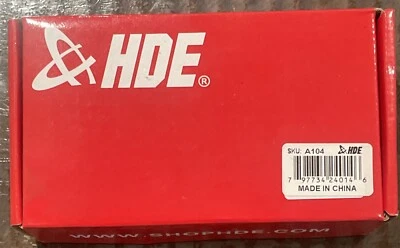 HDE®
SKU: A104 HDE
7 97734 24014 6
MADE IN CHINA
WWW.SHOPHDE.COM